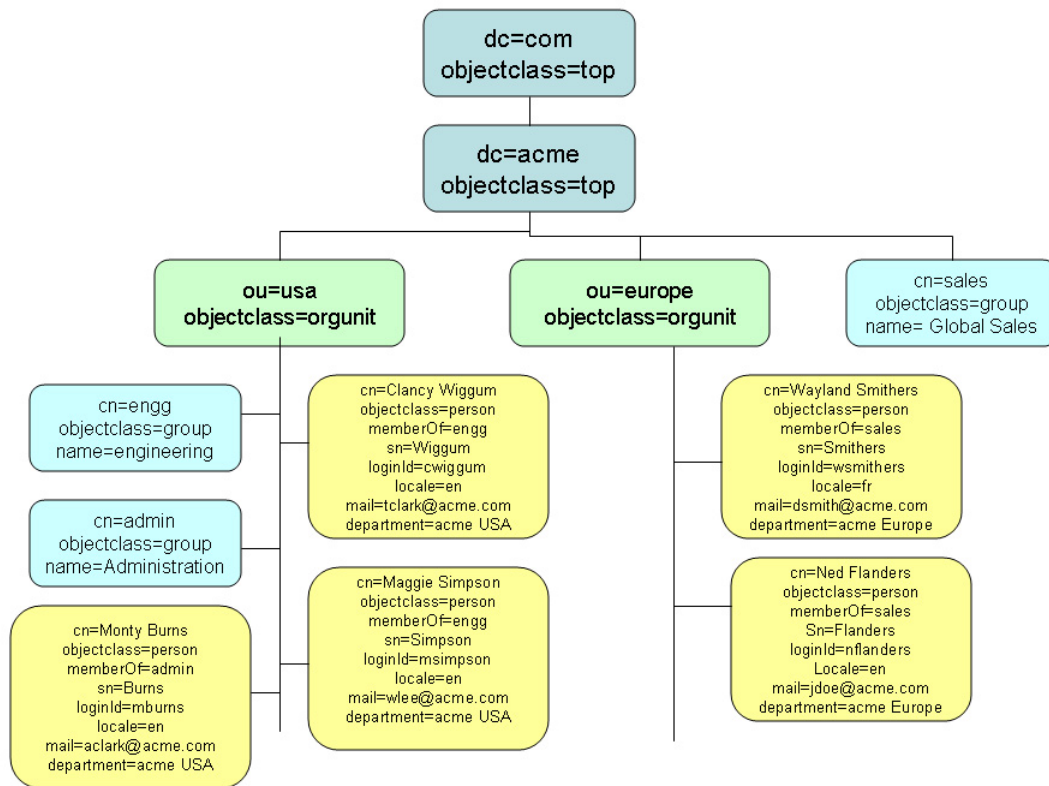 dc=com
objectclass=top
dc=acme
objectclass=top
ou=usa
objectclass=orgunit
ou=europe
objectclass=orgunit
cn=sales
objectclass=group
name= Global Sales
cn=engg
objectclass=group
name=engineering
cn=Clancy Wiggum
objectclass=person
memberOf=engg
sn=Wiggum
loginId=cwiggum
locale=en
mail=tclark@acme.com
department=acme USA
cn=Wayland Smithers
objectclass=person
memberOf=sales
sn=Smithers
loginId=wsmithers
locale=fr
mail=dsmith@acme.com
department=acme Europe
cn=admin
objectclass=group
name=Administration
cn=Maggie Simpson
objectclass=person
memberOf=engg
sn=Simpson
loginId=msimpson
locale=en
mail=wlee@acme.com
department=acme USA
cn=Ned Flanders
objectclass=person
memberOf=sales
Sn=Flanders
loginId=nflanders
Locale=en
mail=jdoe@acme.com
department=acme Europe
cn=Monty Burns
objectclass=person
memberOf=admin
sn=Burns
loginId=mburns
locale=en
mail=aclark@acme.com
department=acme USA